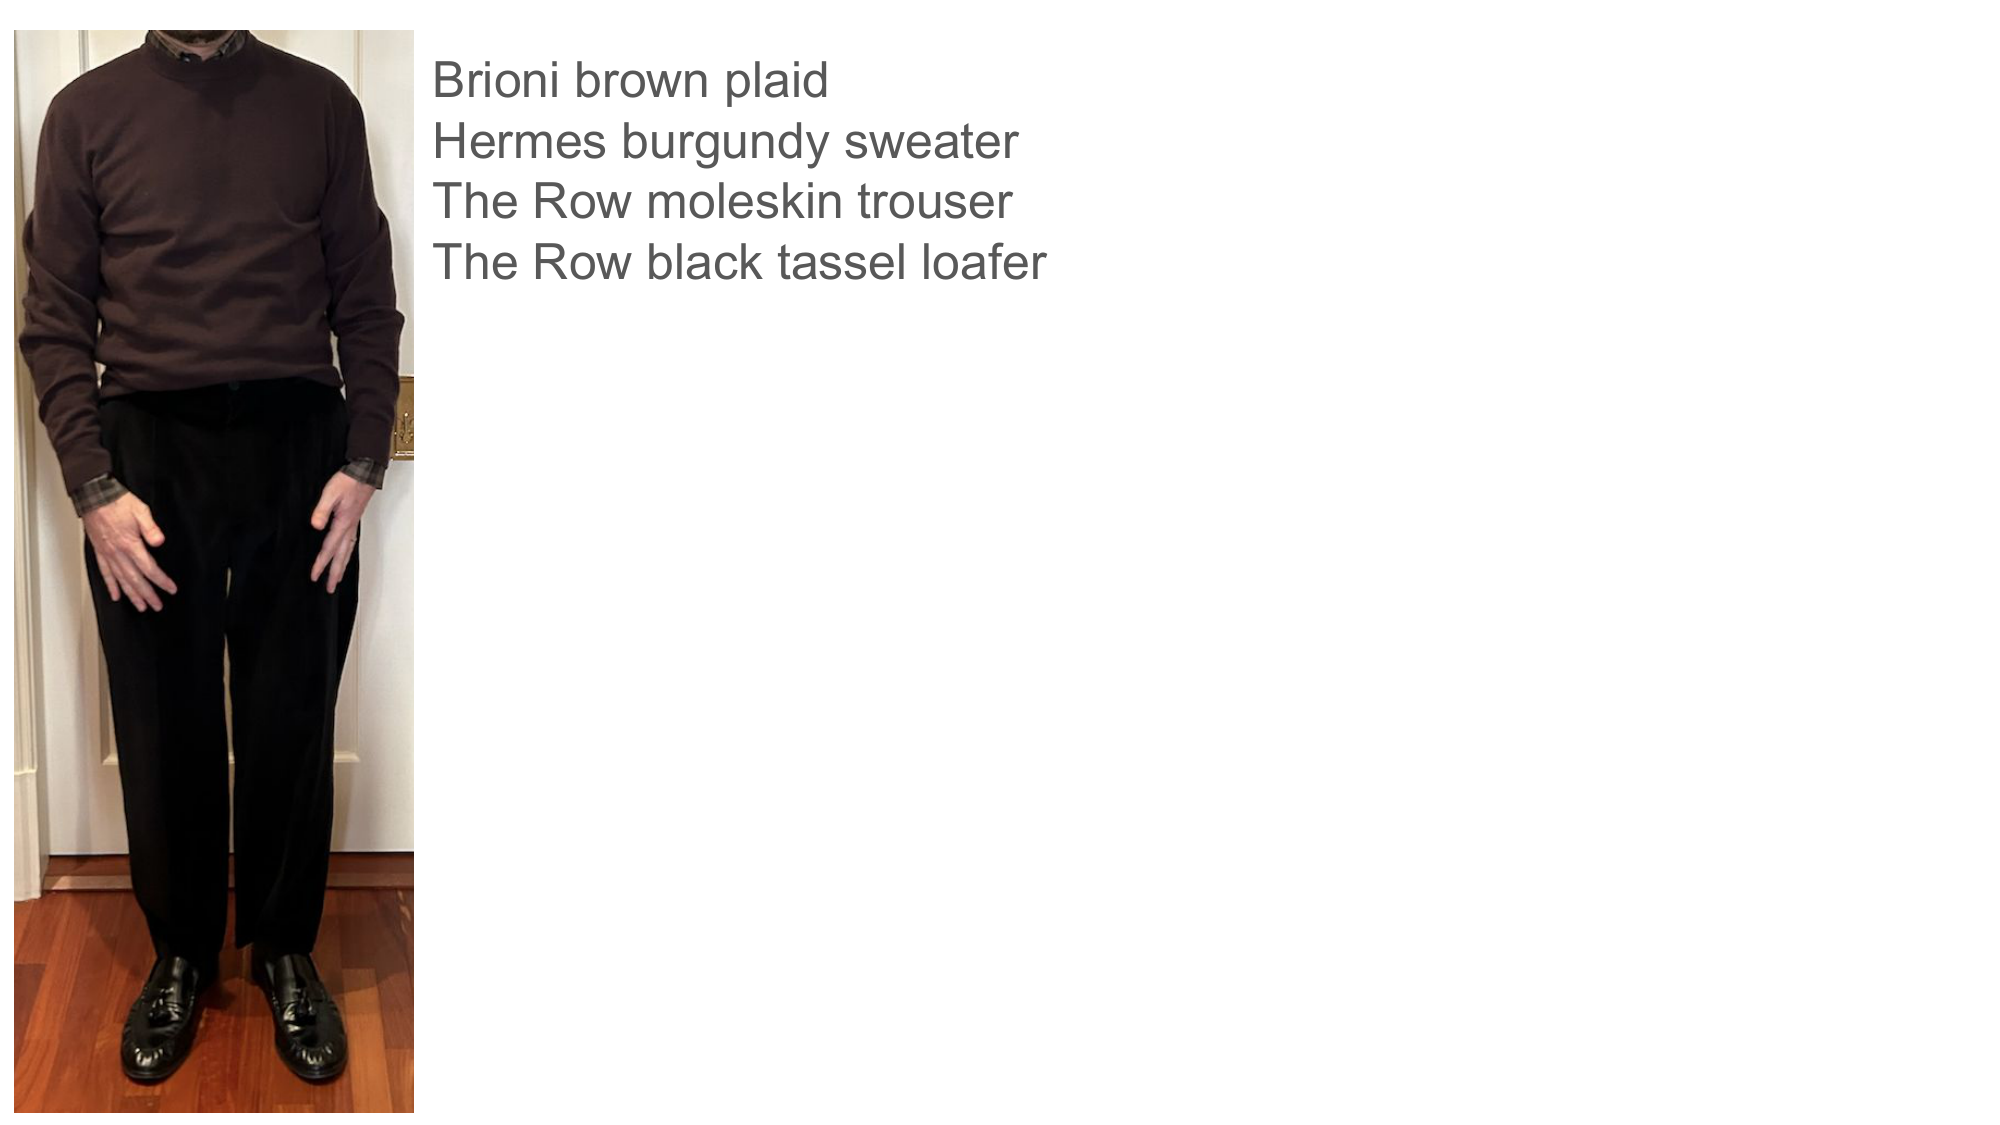 Brioni brown plaid
Hermes burgundy sweater
The Row moleskin trouser
The Row black tassel loafer